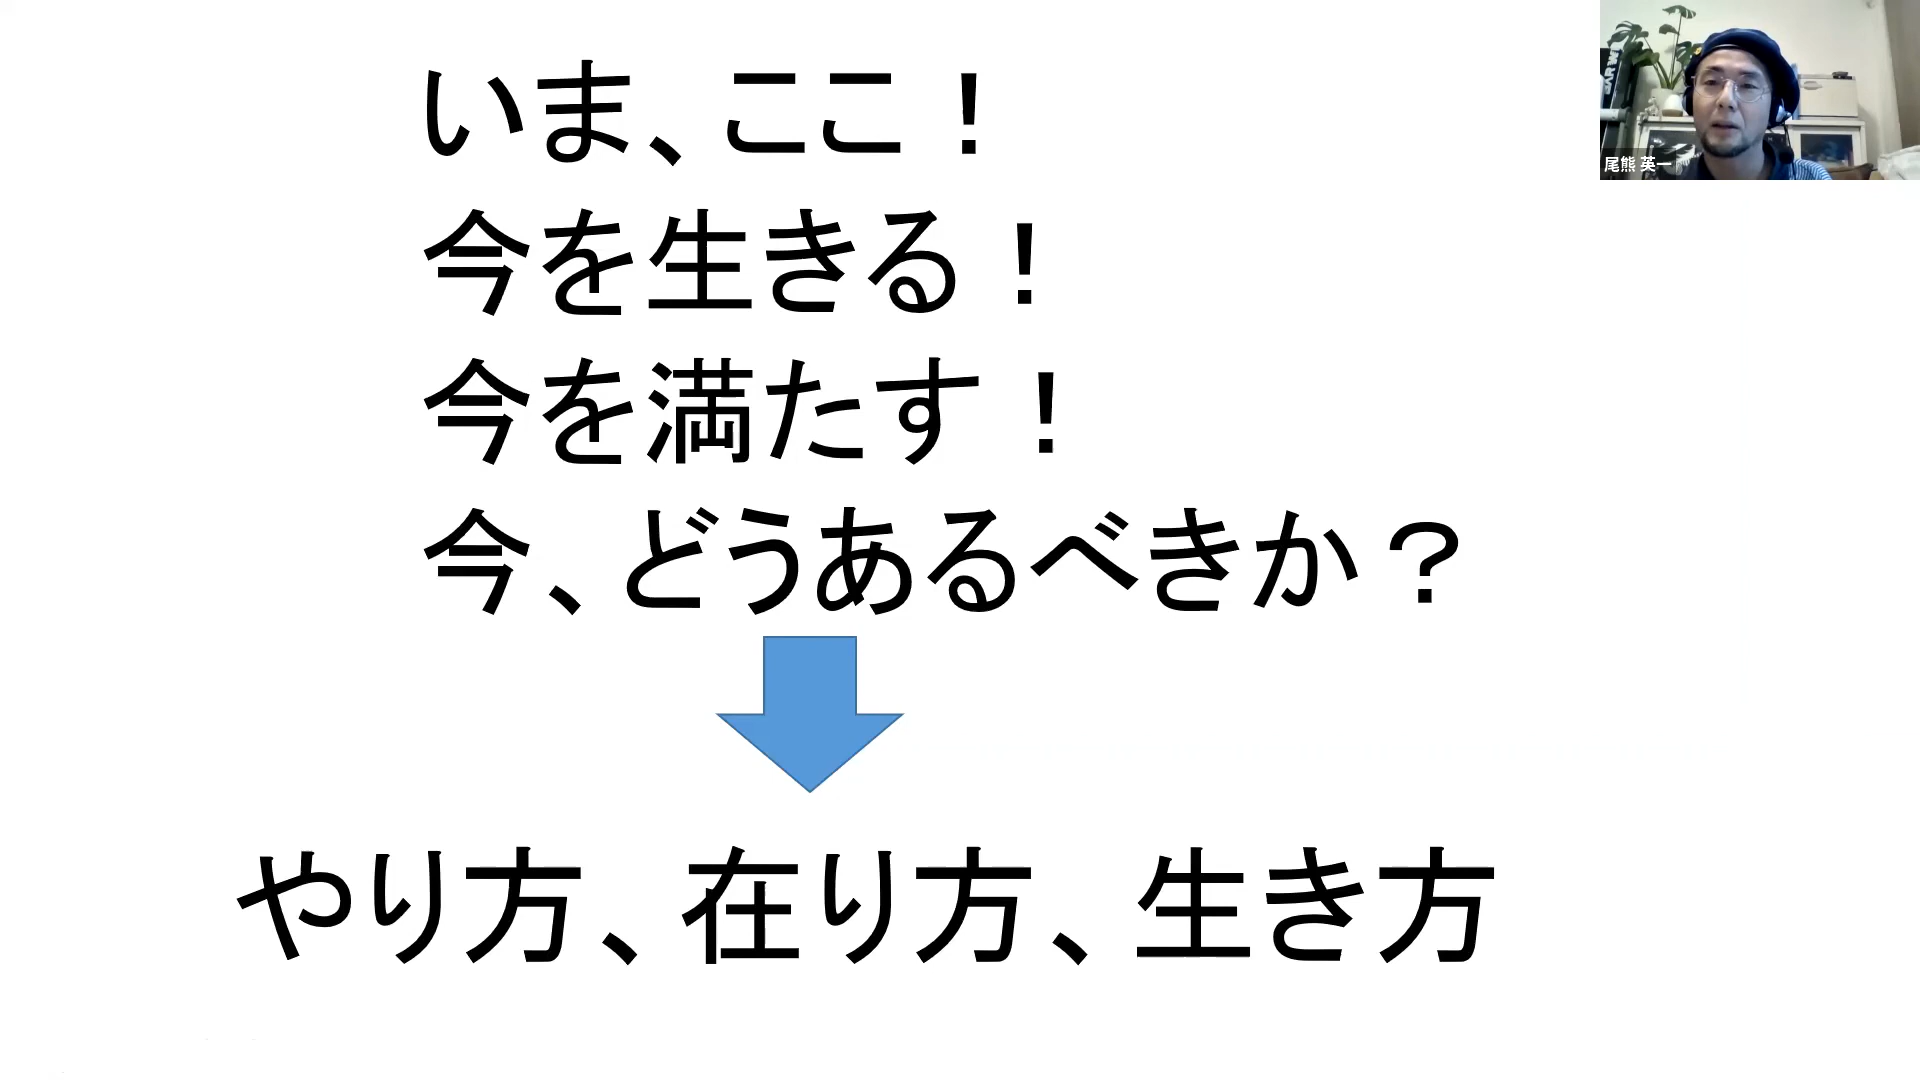 いま、ここ！
今を生きる！
今を満たす！
今、どうあるべきか？
やり方、在り方、生き方
尾熊 英一